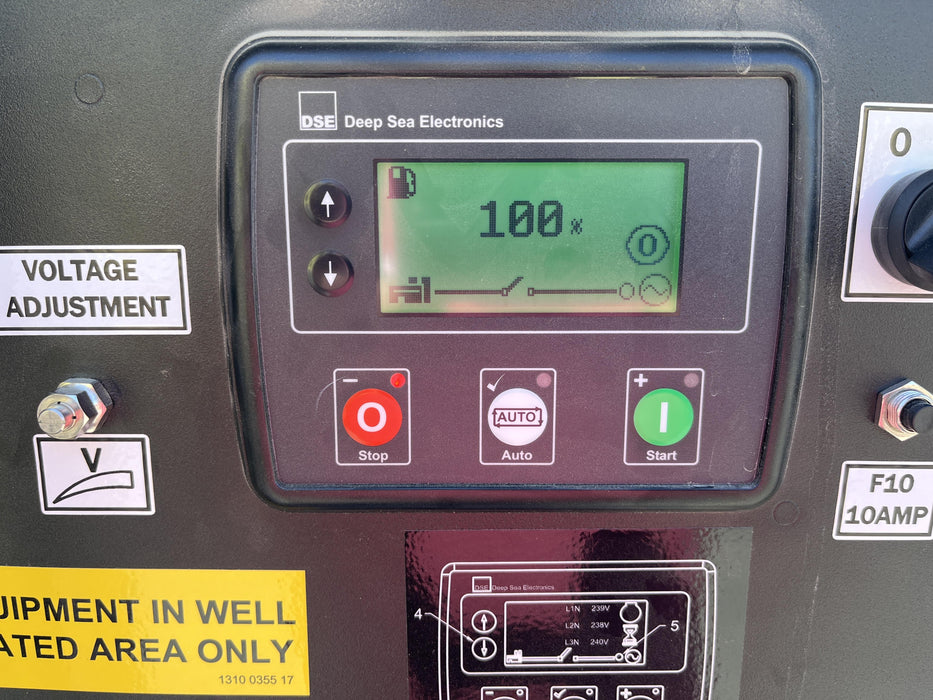 DSE Deep Sea Electronics
0
100%
0
VOLTAGE
ADJUSTMENT
− +
O AUTO I
Stop Auto Start
V
F10
10AMP
UIPMENT IN WELL
ATED AREA ONLY
1310 0355 17
DSE Deep Sea Electronics
L1N 239V
4
L2N 238V
5
L3N 240V